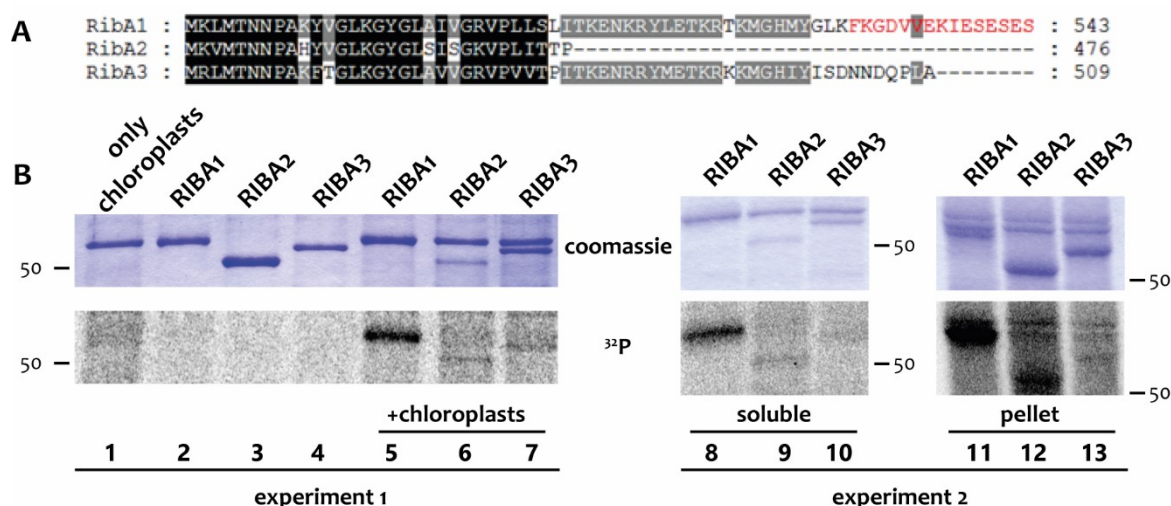 A
RibA1 : MKLMTNNPAKYVGLKGYGLAIVGRVPLLSLITKENKRYLETKRTKMGHMYGLKFKGDVVEKIESESES : 543
RibA2 : MKVMTNNPAHYVGLKGYGLSISGKVPLITTP------------------------------------- : 476
RibA3 : MRLMTNNPAKFTGLKGYGLAVVGRVPVVTPITKENRRYMETKRKKMGHIYISDNNDQPLA-------- : 509
B
only chloroplasts RIBA1 RIBA2 RIBA3 RIBA1 RIBA2 RIBA3 RIBA1 RIBA2 RIBA3 RIBA1 RIBA2 RIBA3
50 coomassie 50 50
50 ³²P 50 50
+chloroplasts soluble pellet
1 2 3 4 5 6 7 8 9 10 11 12 13
experiment 1 experiment 2